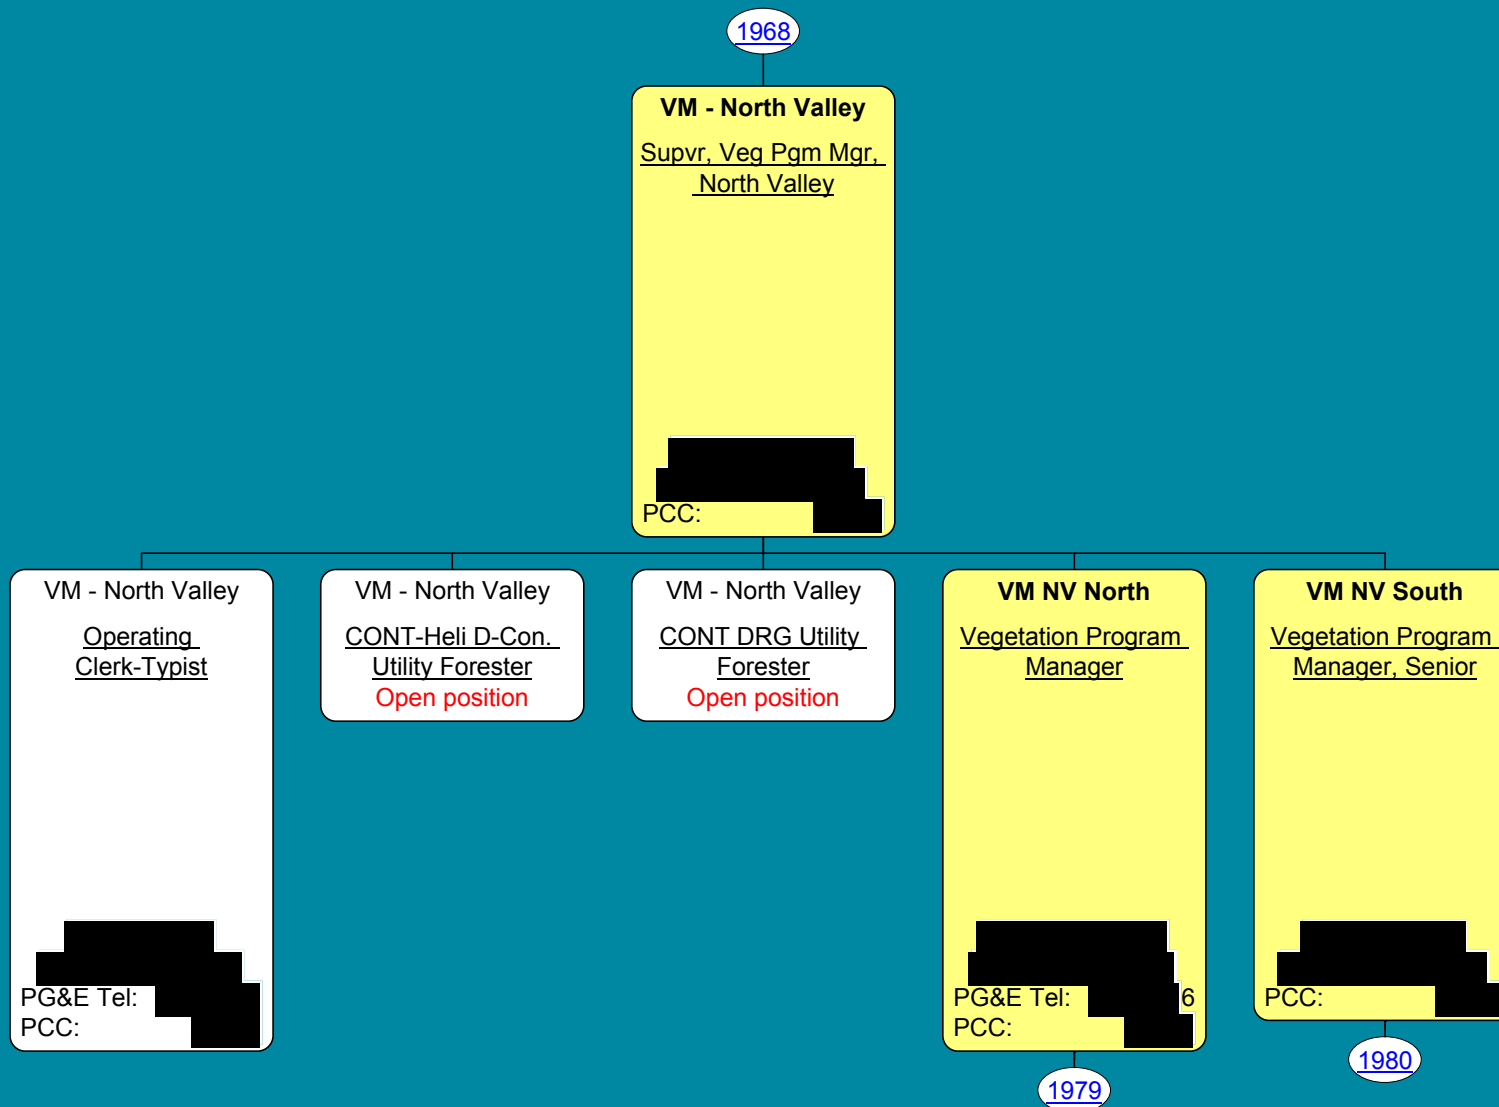 1968
VM - North Valley
Supvr, Veg Pgm Mgr,
North Valley
PCC:
VM - North Valley
Operating
Clerk-Typist
PG&E Tel:
PCC:
VM - North Valley
CONT-Heli D-Con.
Utility Forester
Open position
VM - North Valley
CONT DRG Utility
Forester
Open position
VM NV North
Vegetation Program
Manager
PG&E Tel: 6
PCC:
1979
VM NV South
Vegetation Program
Manager, Senior
PCC:
1980